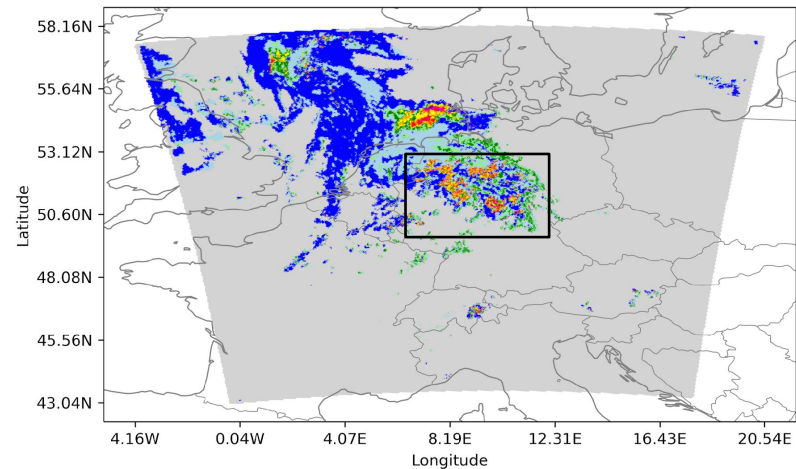 58.16N
55.64N
53.12N
50.60N
48.08N
45.56N
43.04N
Latitude
4.16W 0.04W 4.07E 8.19E 12.31E 16.43E 20.54E
Longitude